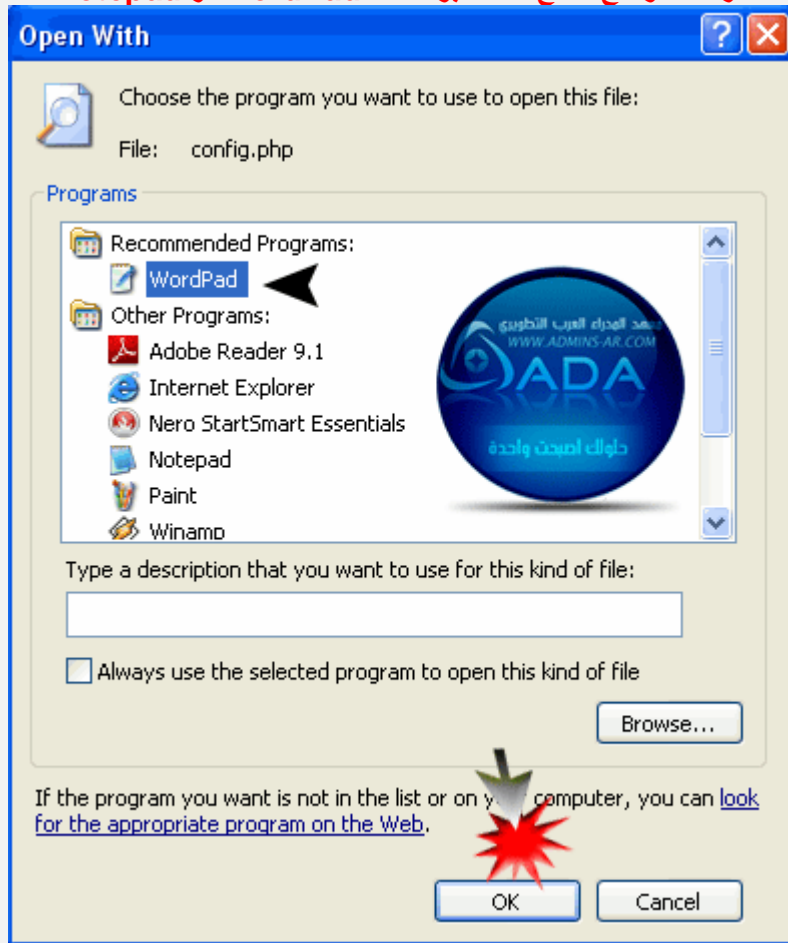 Open With
Choose the program you want to use to open this file:
File: config.php
Programs
Recommended Programs:
WordPad
Other Programs:
Adobe Reader 9.1
Internet Explorer
Nero StartSmart Essentials
Notepad
Paint
Winamp
معهد المدراء العرب التطويري
WWW.ADMINS-AR.COM
ADA
حلولك اصبحت واحدة
Type a description that you want to use for this kind of file:
Always use the selected program to open this kind of file
Browse...
If the program you want is not in the list or on computer, you can look
for the appropriate program on the Web.
OK
Cancel